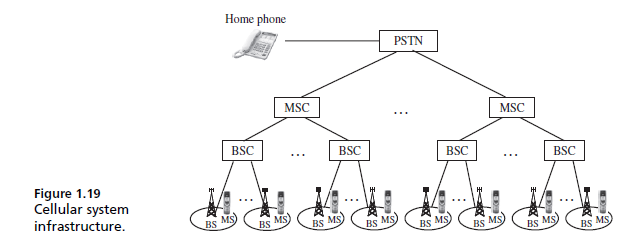 Home phone
PSTN
MSC
...
MSC
BSC
...
BSC
BSC
...
BSC
... ... ... ...
BS MS BS MS BS MS BS MS BS MS BS MS BS MS BS MS
Figure 1.19
Cellular system
infrastructure.